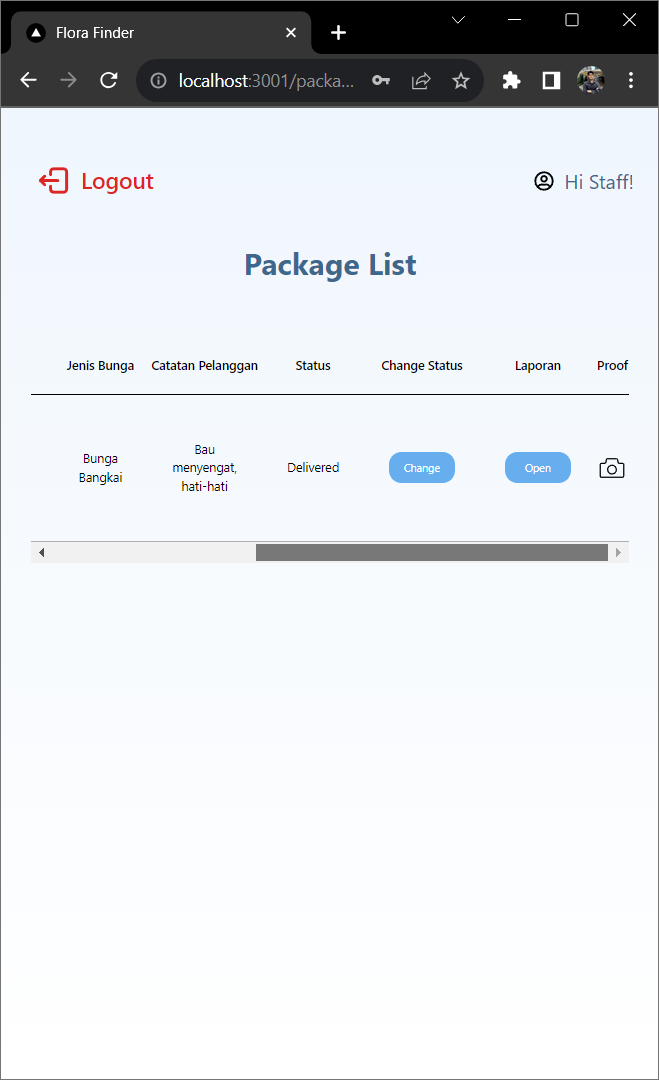 Flora Finder
localhost:3001/packa...
Logout
Hi Staff!
Package List
Jenis Bunga Catatan Pelanggan Status Change Status Laporan Proof
Bunga
Bangkai
Bau
menyengat,
hati-hati
Delivered
Change
Open